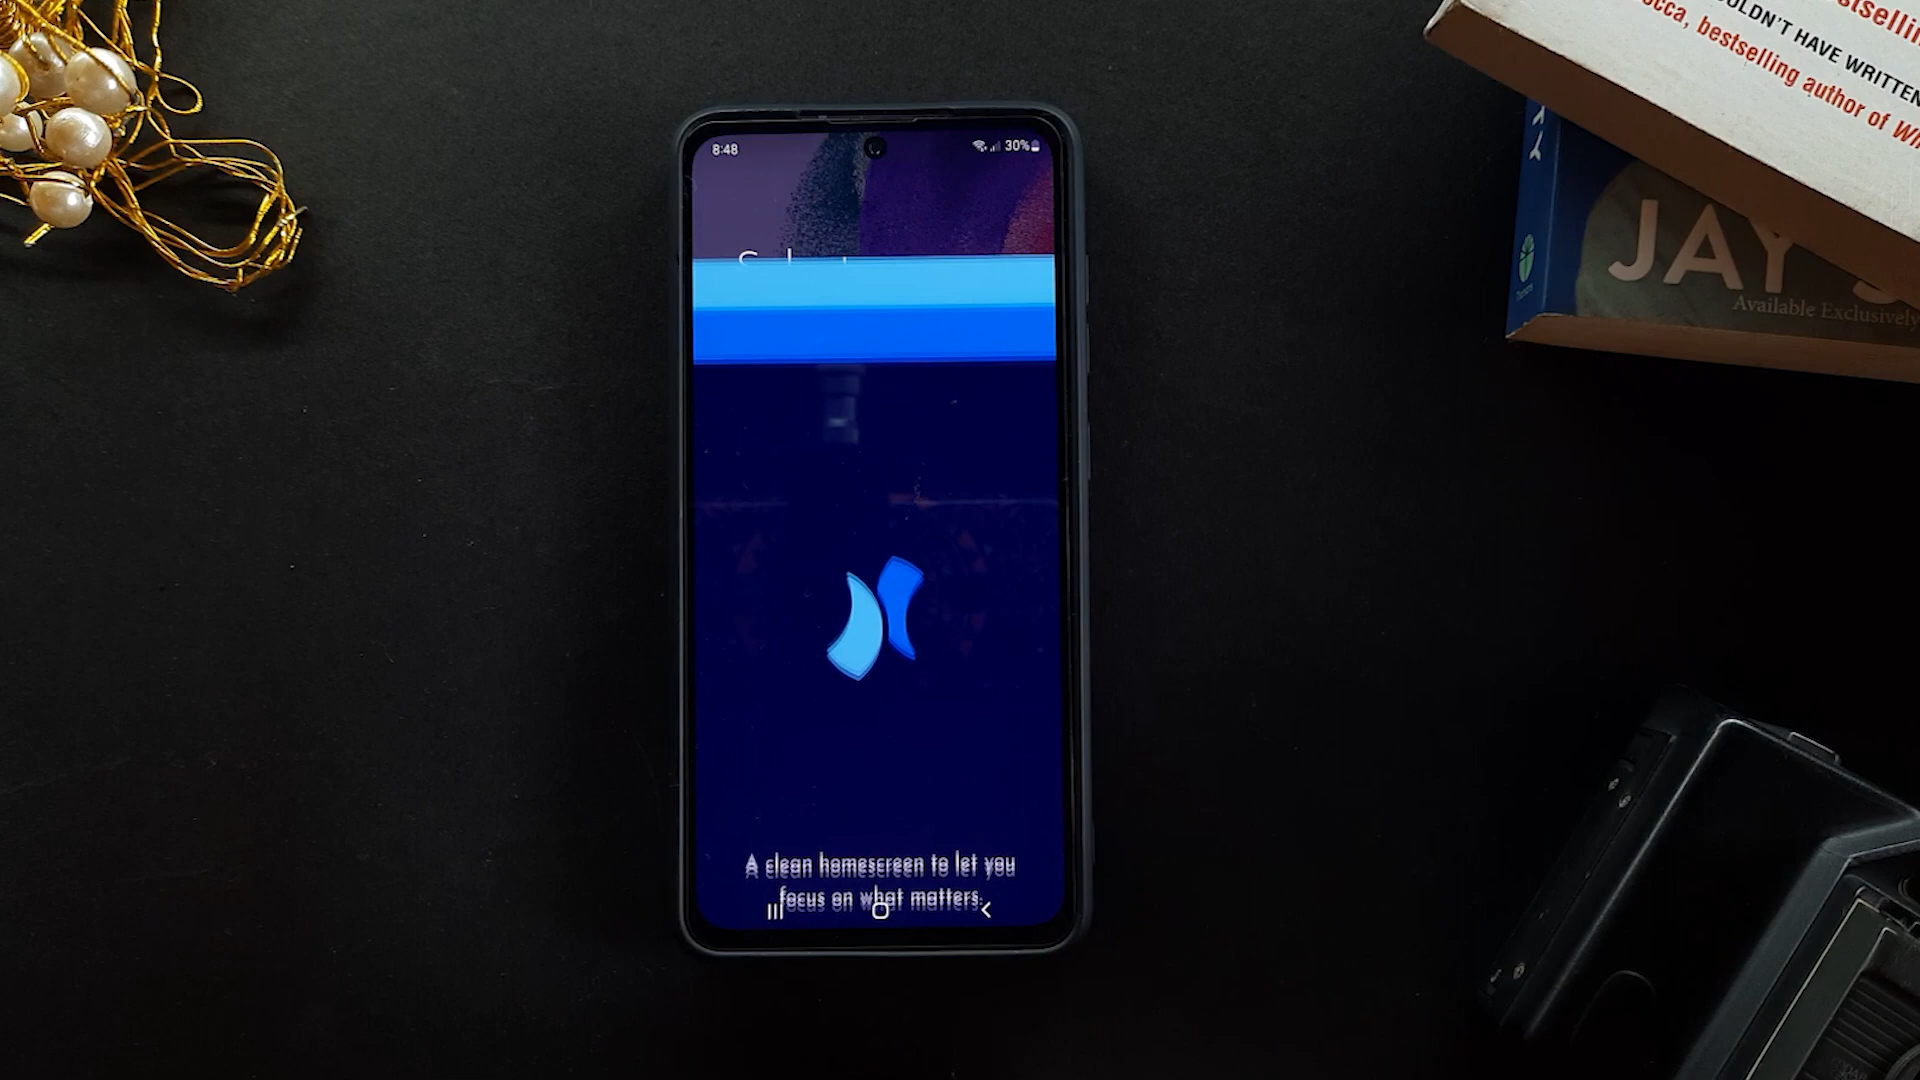 8:48
30%
A clean homescreen to let you
focus on what matters.
OULDN'T HAVE WRITTEN
bestselling author of
JAY
Available Exclusively